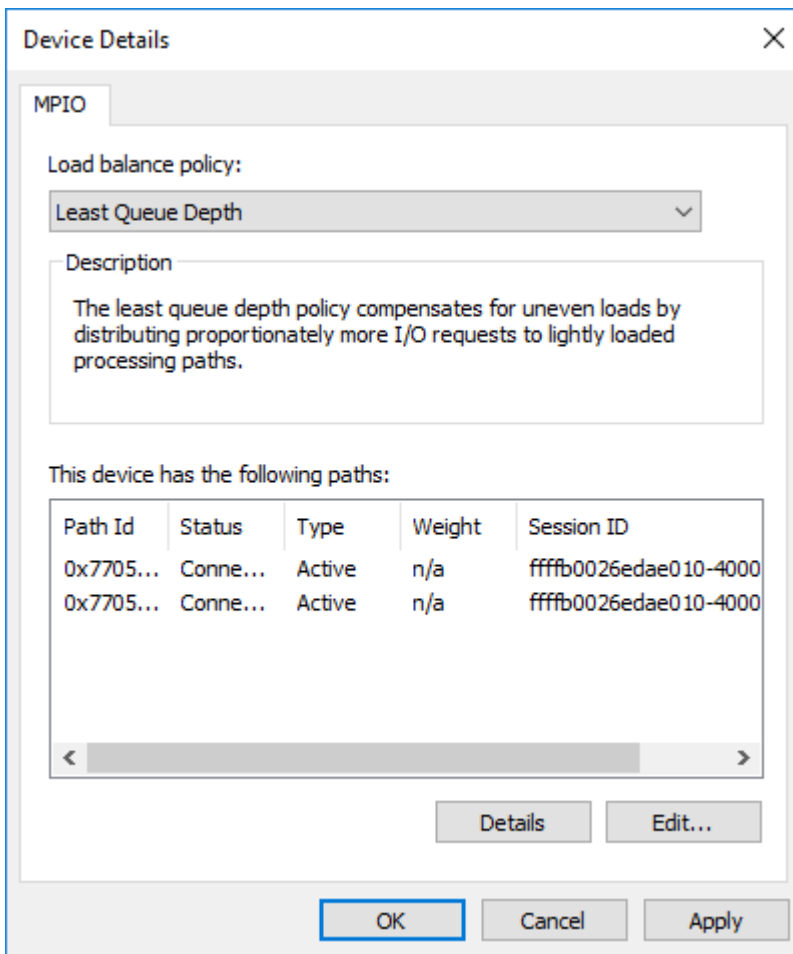 Device Details
MPIO
Load balance policy:
Least Queue Depth
Description
The least queue depth policy compensates for uneven loads by
distributing proportionately more I/O requests to lightly loaded
processing paths.
This device has the following paths:
Path Id Status Type Weight Session ID
0x7705... Conne... Active n/a ffffb0026edae010-4000
0x7705... Conne... Active n/a ffffb0026edae010-4000
Details Edit...
OK Cancel Apply